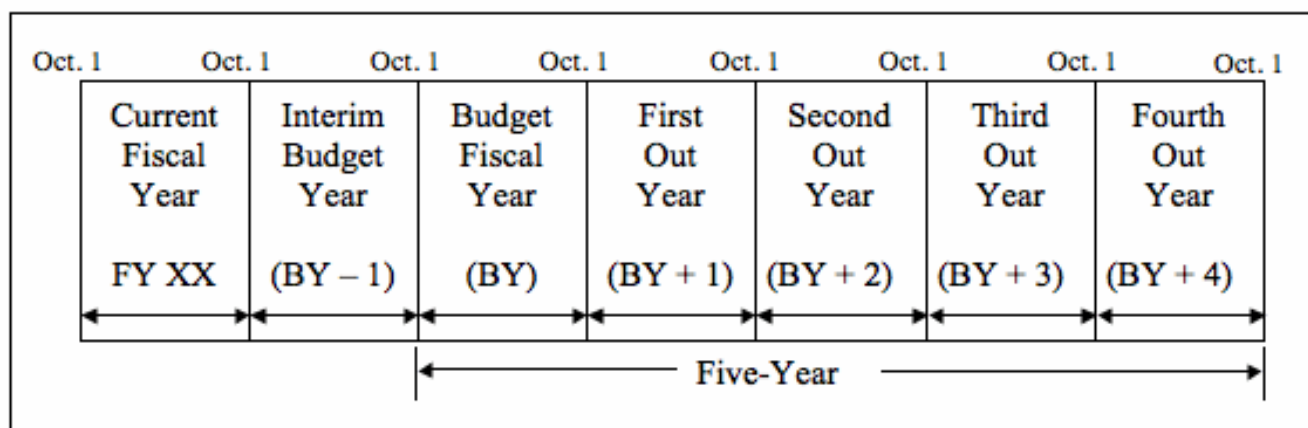 Oct. 1 Oct. 1 Oct. 1 Oct. 1 Oct. 1 Oct. 1 Oct. 1 Oct. 1
Current Interim Budget First Second Third Fourth
Fiscal Budget Fiscal Out Out Out Out
Year Year Year Year Year Year Year
FY XX (BY – 1) (BY) (BY + 1) (BY + 2) (BY + 3) (BY + 4)
Five-Year